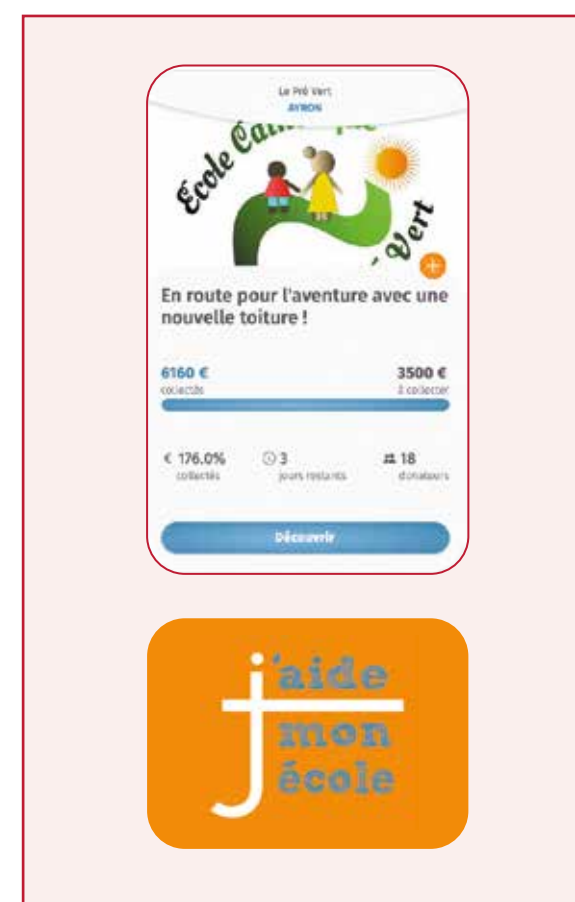 Le Pré Vert
AYRON
Ecole
Vert
En route pour l'aventure avec une
nouvelle toiture !
6160 € 3500 €
collectés à collecter
€ 176.0% 3 18
collectés jours restants donateurs
Découvrir
j'aide
mon
école